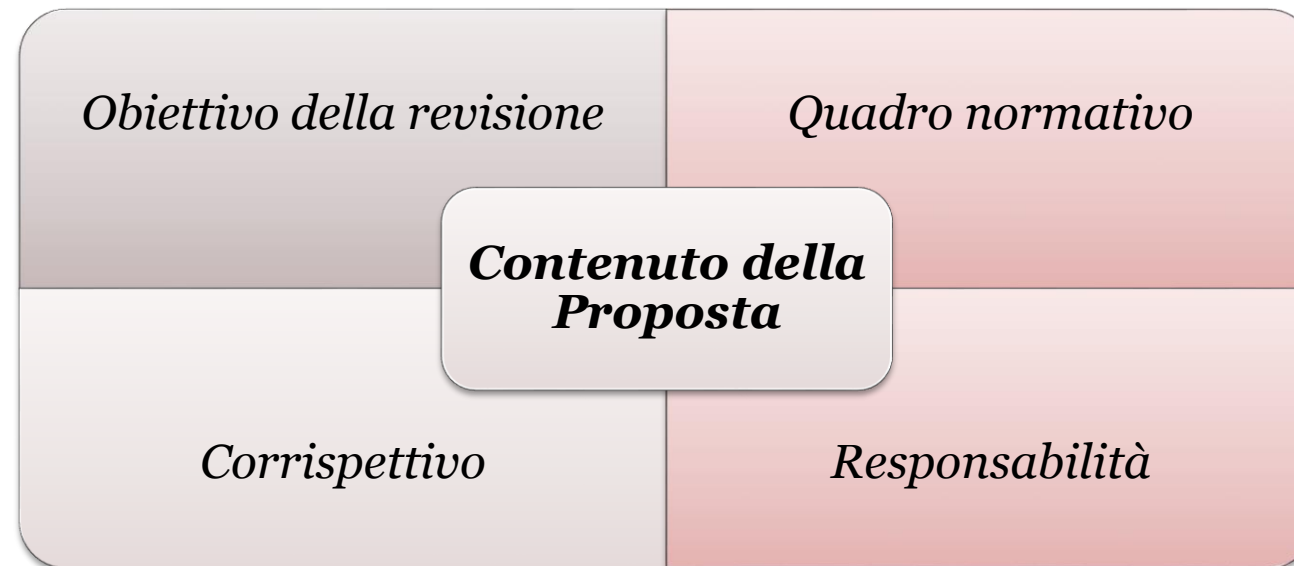 Obiettivo della revisione
Quadro normativo
Contenuto della
Proposta
Corrispettivo
Responsabilità